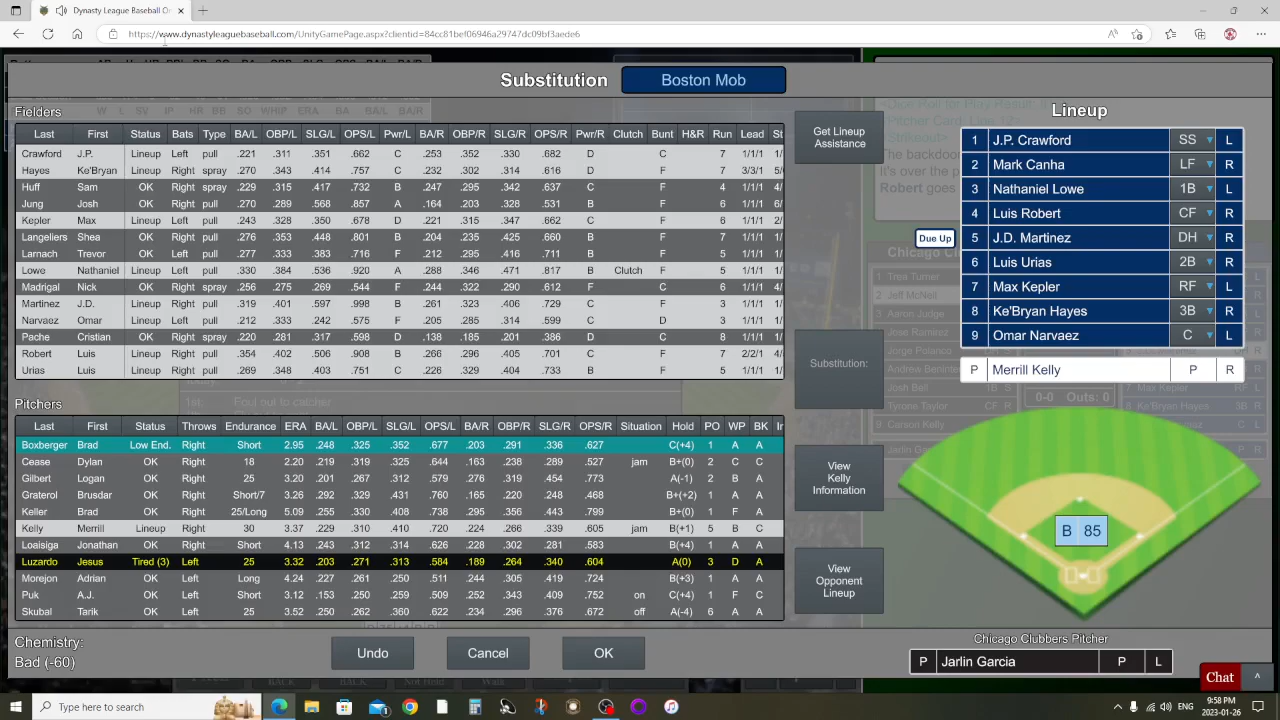 Dynasty League Baseball Or
https://www.dynastyleaguebaseball.com/UnityGamePage.aspx?clientid=84cc81bef06946a29747dc09bf3aede6
Substitution Boston Mob
Fielders
Last First Status Bats Type BA/L OBP/L SLG/L OPS/L Pwr/L BA/R OBP/R SLG/R OPS/R Pwr/R Clutch Bunt H&R Run Lead St
Crawford J.P. Lineup Left pull .221 .311 .351 .662 C .253 .352 .330 .682 D C 7 1/1/1
Hayes Ke'Bryan Lineup Right spray .270 .343 .414 .757 C .232 .302 .314 .616 D F 7 3/3/1 5/
Huff Sam OK Right spray .229 .315 .417 .732 B .247 .295 .342 .637 C F 4 1/1/1 1/
Jung Josh OK Right spray .270 .289 .568 .857 A .164 .203 .328 .531 B F 6 1/1/1 6/
Kepler Max Lineup Left pull .243 .328 .350 .678 D .221 .315 .347 .662 C F 6 1/1/1 2/
Langeliers Shea OK Right pull .276 .353 .448 .801 B .204 .235 .425 .660 B F 7 1/1/1 1/
Larnach Trevor OK Left pull .277 .333 .383 .716 F .212 .295 .416 .711 B F 5 1/1/1 1/
Lowe Nathaniel Lineup Left spray .330 .384 .536 .920 A .288 .346 .471 .817 B Clutch F 5 1/1/1 1/
Madrigal Nick OK Right spray .256 .275 .269 .544 F .244 .322 .290 .612 F C 6 1/1/1 4/
Martinez J.D. Lineup Right pull .319 .401 .597 .998 B .261 .323 .406 .729 C F 3 1/1/1 1/
Narvaez Omar Lineup Left pull .212 .333 .242 .575 F .205 .285 .314 .599 C D 3 1/1/1 1/
Pache Cristian OK Right spray .220 .281 .317 .598 D .138 .185 .201 .386 D C 8 1/1/1 1/
Robert Luis Lineup Right pull .354 .402 .506 .908 B .266 .296 .405 .701 C F 7 2/2/1 4/
Urias Luis Lineup Right pull .269 .348 .403 .751 C .226 .329 .404 .733 B F 5 1/1/1 1/
Pitchers
Last First Status Throws Endurance ERA BA/L OBP/L SLG/L OPS/L BA/R OBP/R SLG/R OPS/R Situation Hold PO WP BK
Boxberger Brad Low End. Right Short 2.95 .248 .325 .352 .677 .203 .291 .336 .627 C(+4) 1 A A
Cease Dylan OK Right 18 2.20 .219 .319 .325 .644 .163 .238 .289 .527 jam B+(0) 2 C C
Gilbert Logan OK Right 25 3.20 .201 .267 .312 .579 .276 .319 .454 .773 A(-1) 2 B A
Graterol Brusdar OK Right Short/7 3.26 .292 .329 .431 .760 .165 .220 .248 .468 B+(+2) 1 A A
Keller Brad OK Right 25/Long 5.09 .255 .330 .408 .738 .295 .356 .443 .799 B+(0) 1 F A
Kelly Merrill Lineup Right 30 3.37 .229 .310 .410 .720 .224 .266 .339 .605 jam B(+1) 5 B C
Loaisiga Jonathan OK Right Short 4.13 .243 .312 .314 .626 .228 .302 .281 .583 B(+4) 1 A A
Luzardo Jesus Tired (3) Left 25 3.32 .203 .271 .313 .584 .189 .264 .340 .604 A(0) 3 D A
Morejon Adrian OK Left Long 4.24 .227 .261 .250 .511 .244 .305 .419 .724 B(+3) 1 A A
Puk A.J. OK Left Short 3.12 .153 .250 .259 .509 .252 .343 .409 .752 on C(+4) 1 F C
Skubal Tarik OK Left 25 3.52 .250 .262 .360 .622 .234 .296 .376 .672 off A(-4) 6 A A
Chemistry:
Bad (-60)
Undo Cancel OK
Get Lineup
Assistance
Substitution:
View
Kelly
Information
View
Opponent
Lineup
Lineup
1 J.P. Crawford SS L
2 Mark Canha LF R
3 Nathaniel Lowe 1B L
4 Luis Robert CF R
Due Up 5 J.D. Martinez DH R
6 Luis Urias 2B R
7 Max Kepler RF L
8 Ke'Bryan Hayes 3B R
9 Omar Narvaez C L
P Merrill Kelly P R
0-0 Outs: 0
B 85
Chicago Clubbers Pitcher
P Jarlin Garcia P L
Chat ^
Type here to search
ENG 9:58 PM
2023-01-26